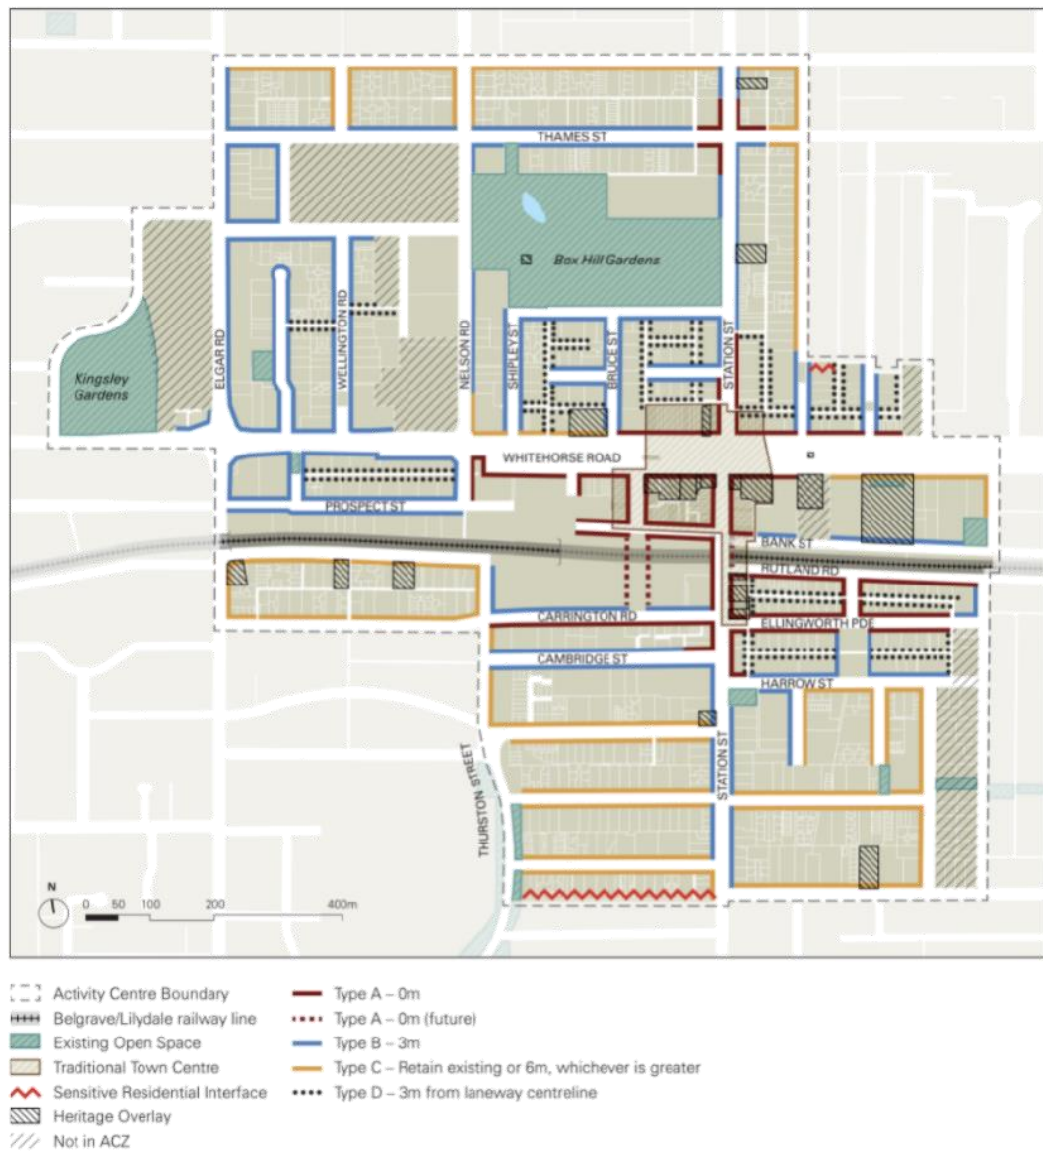 THAMES ST
Box Hill Gardens
Kingsley
Gardens
ELGAR RD
WELLINGTON RD
NELSON RD
SHIPLEY ST
BRUCE ST
STATION ST
WHITEHORSE ROAD
PROSPECT ST
BANK ST
RUTLAND RD
CARRINGTON RD
ELLINGWORTH PDE
CAMBRIDGE ST
HARROW ST
STATION ST
THURSTON STREET
N
0 50 100 200 400m
Activity Centre Boundary
Belgrave/Lilydale railway line
Existing Open Space
Traditional Town Centre
Sensitive Residential Interface
Heritage Overlay
Not in ACZ
Type A – 0m
Type A – 0m (future)
Type B – 3m
Type C – Retain existing or 6m, whichever is greater
Type D – 3m from laneway centreline